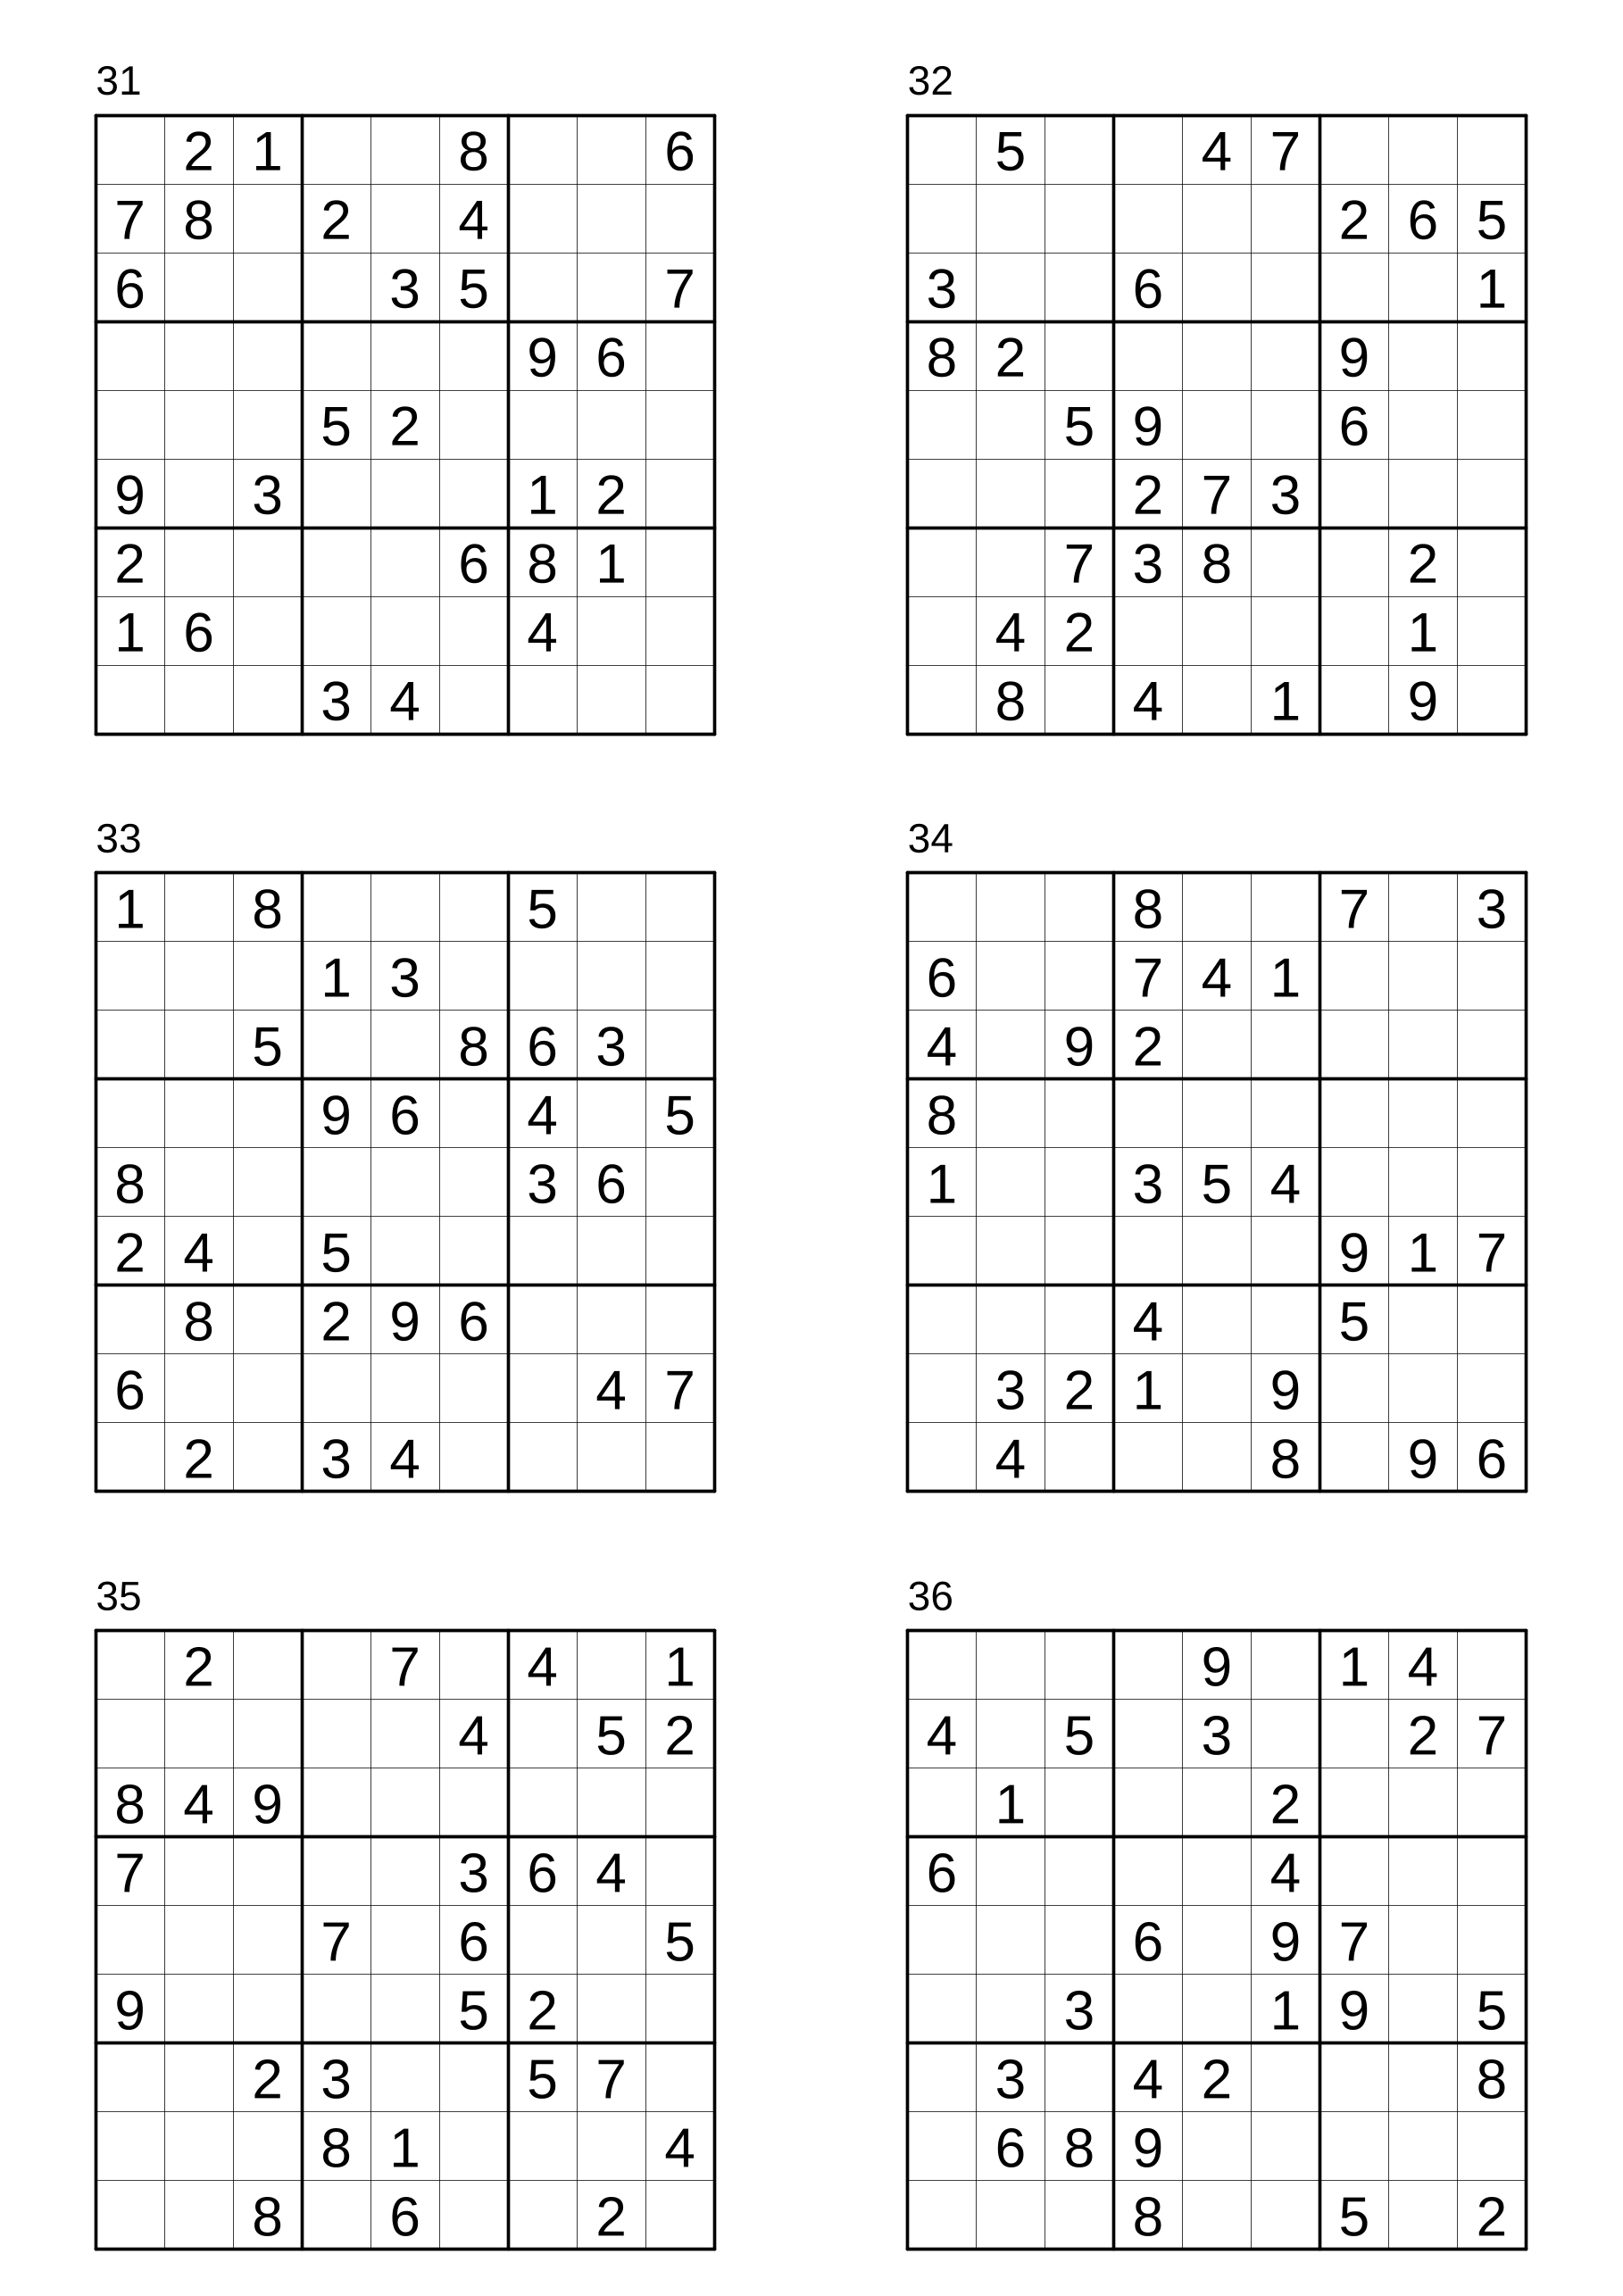 31
2 1 8 6
7 8 2 4
6 3 5 7
9 6
5 2
9 3 1 2
2 6 8 1
1 6 4
3 4
32
5 4 7
2 6 5
3 6 1
8 2 9
5 9 6
2 7 3
7 3 8 2
4 2 1
8 4 1 9
33
1 8 5
1 3
5 8 6 3
9 6 4 5
8 3 6
2 4 5
8 2 9 6
6 4 7
2 3 4
34
8 7 3
6 7 4 1
4 9 2
8
1 3 5 4
9 1 7
4 5
3 2 1 9
4 8 9 6
35
2 7 4 1
4 5 2
8 4 9
7 3 6 4
7 6 5
9 5 2
2 3 5 7
8 1 4
8 6 2
36
9 1 4
4 5 3 2 7
1 2
6 4
6 9 7
3 1 9 5
3 4 2 8
6 8 9
8 5 2